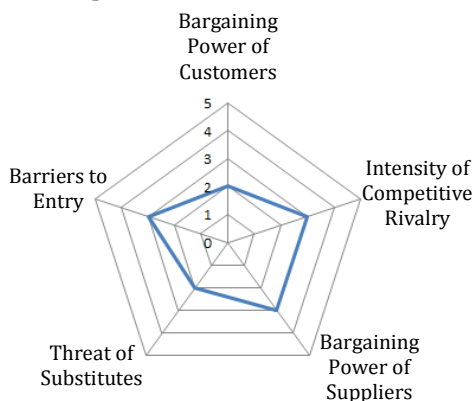 Bargaining
Power of
Customers
5
4
3
2
1
0
Intensity of
Competitive
Rivalry
Bargaining
Power of
Suppliers
Threat of
Substitutes
Barriers to
Entry